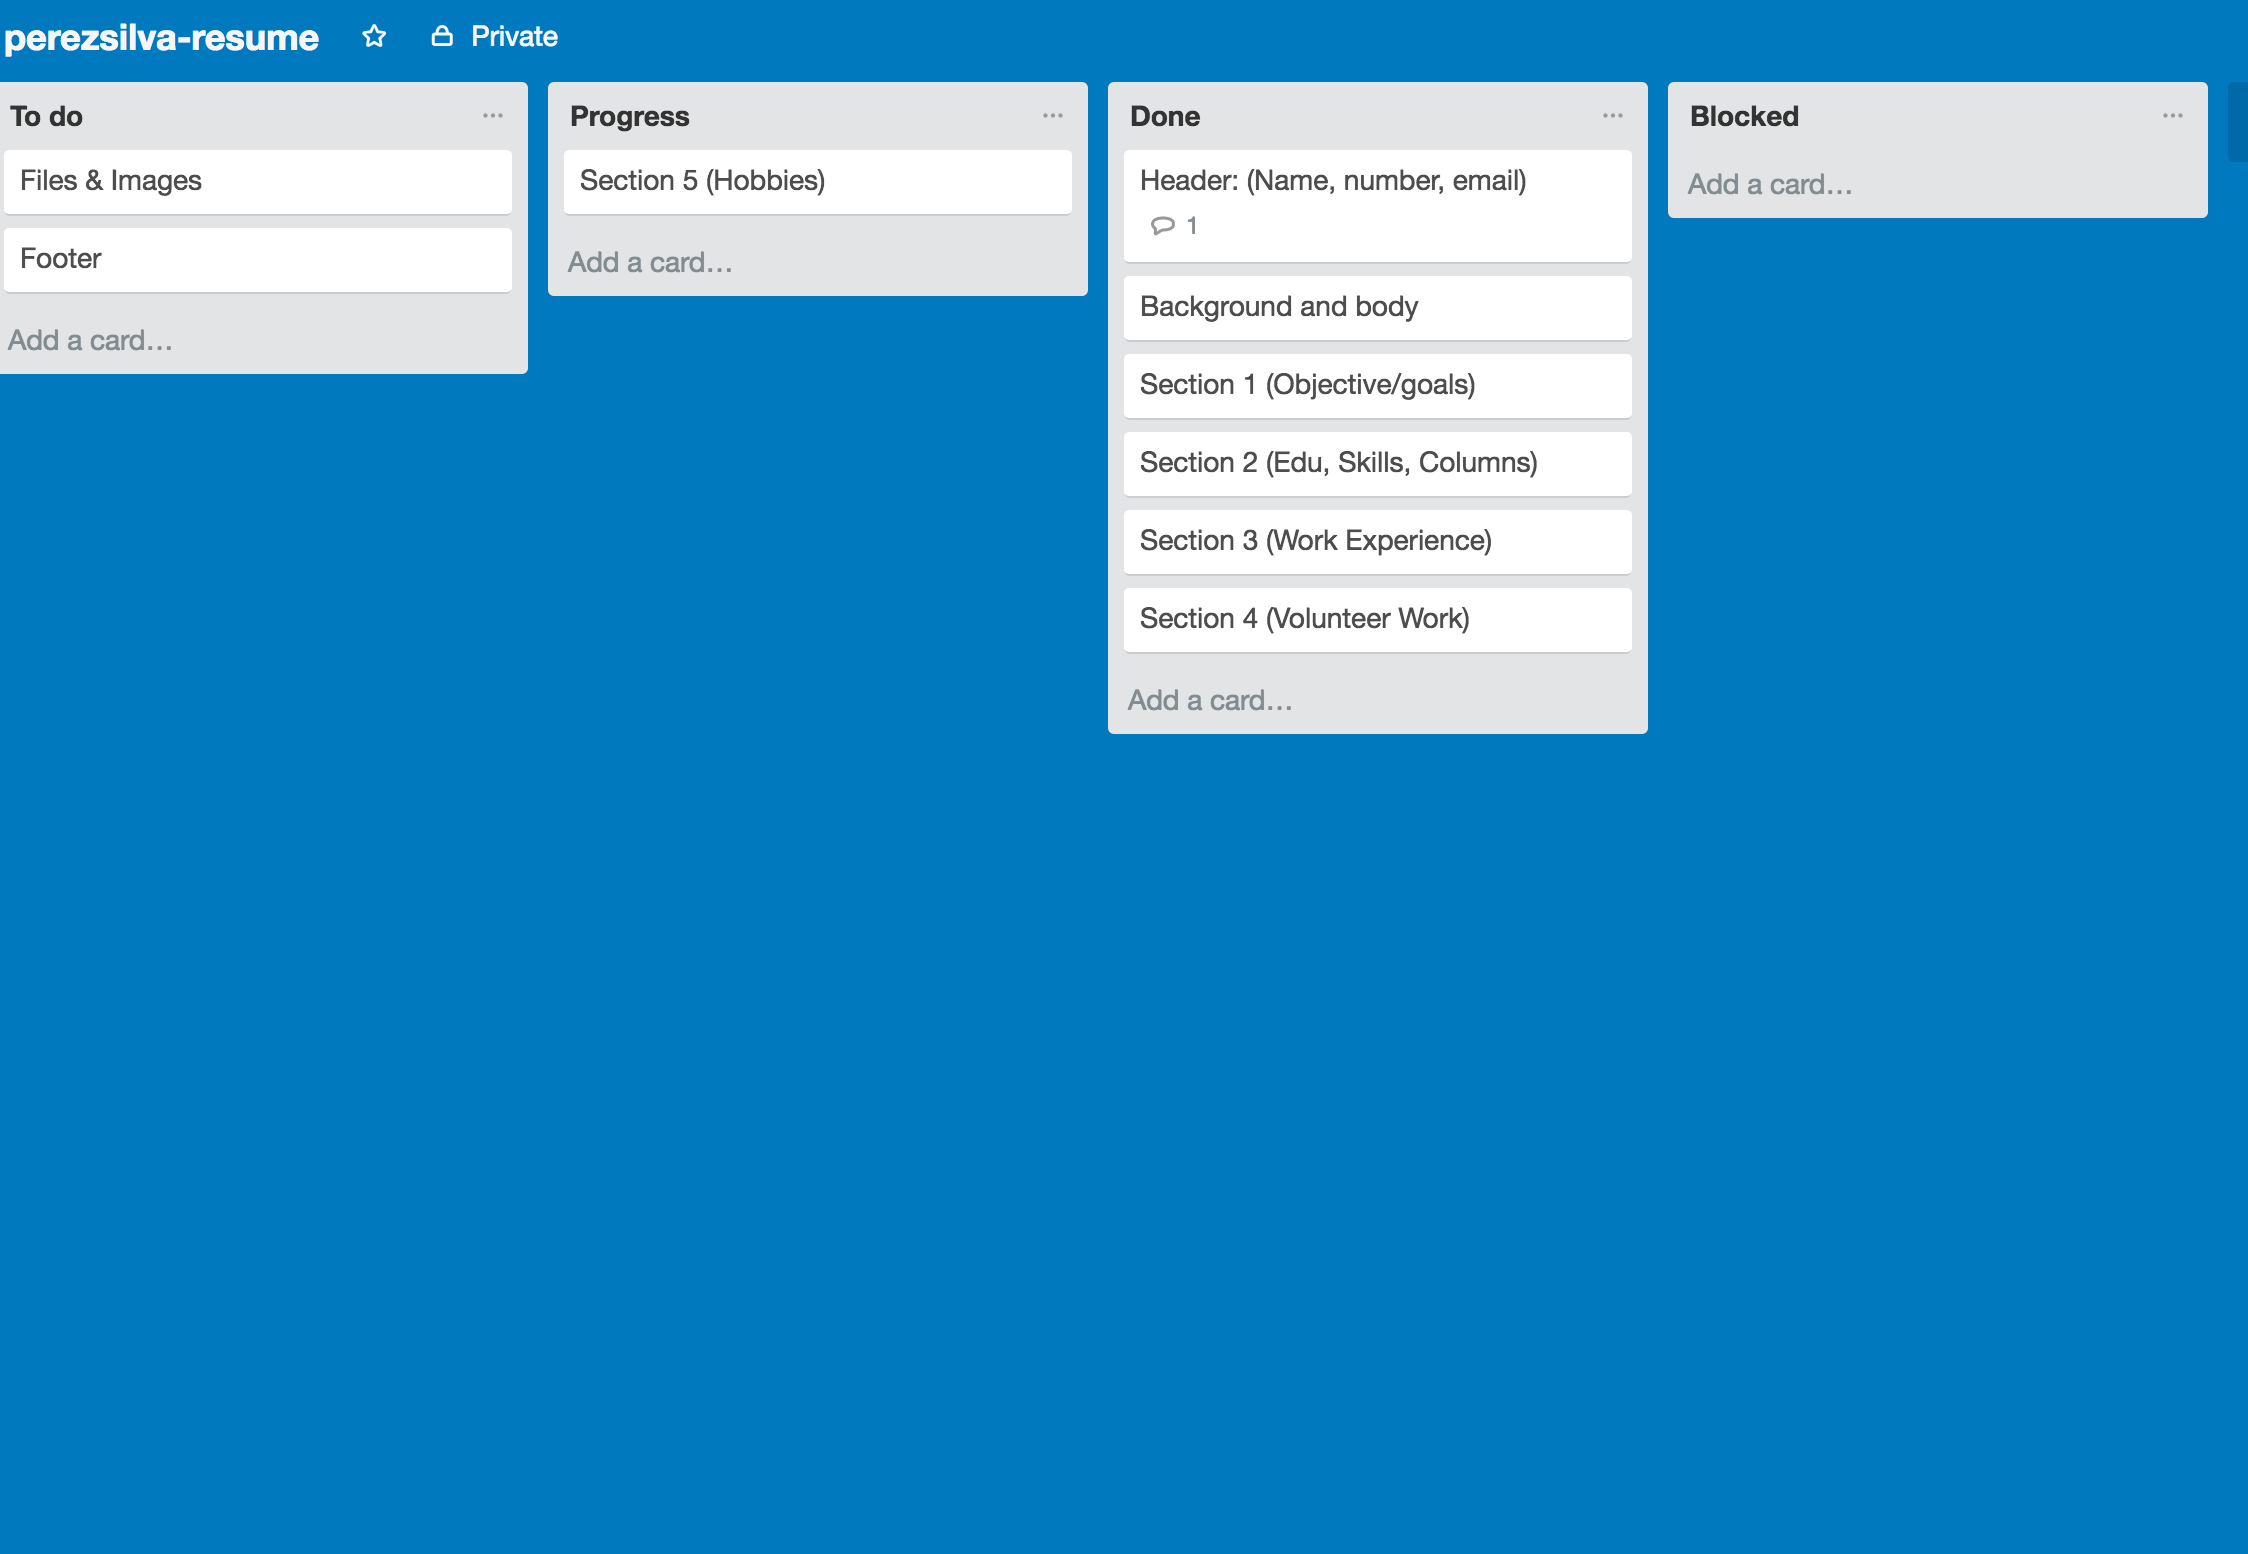 perezsilva-resume Private
To do
Files & Images
Footer
Add a card...
Progress
Section 5 (Hobbies)
Add a card...
Done
Header: (Name, number, email)
1
Background and body
Section 1 (Objective/goals)
Section 2 (Edu, Skills, Columns)
Section 3 (Work Experience)
Section 4 (Volunteer Work)
Add a card...
Blocked
Add a card...